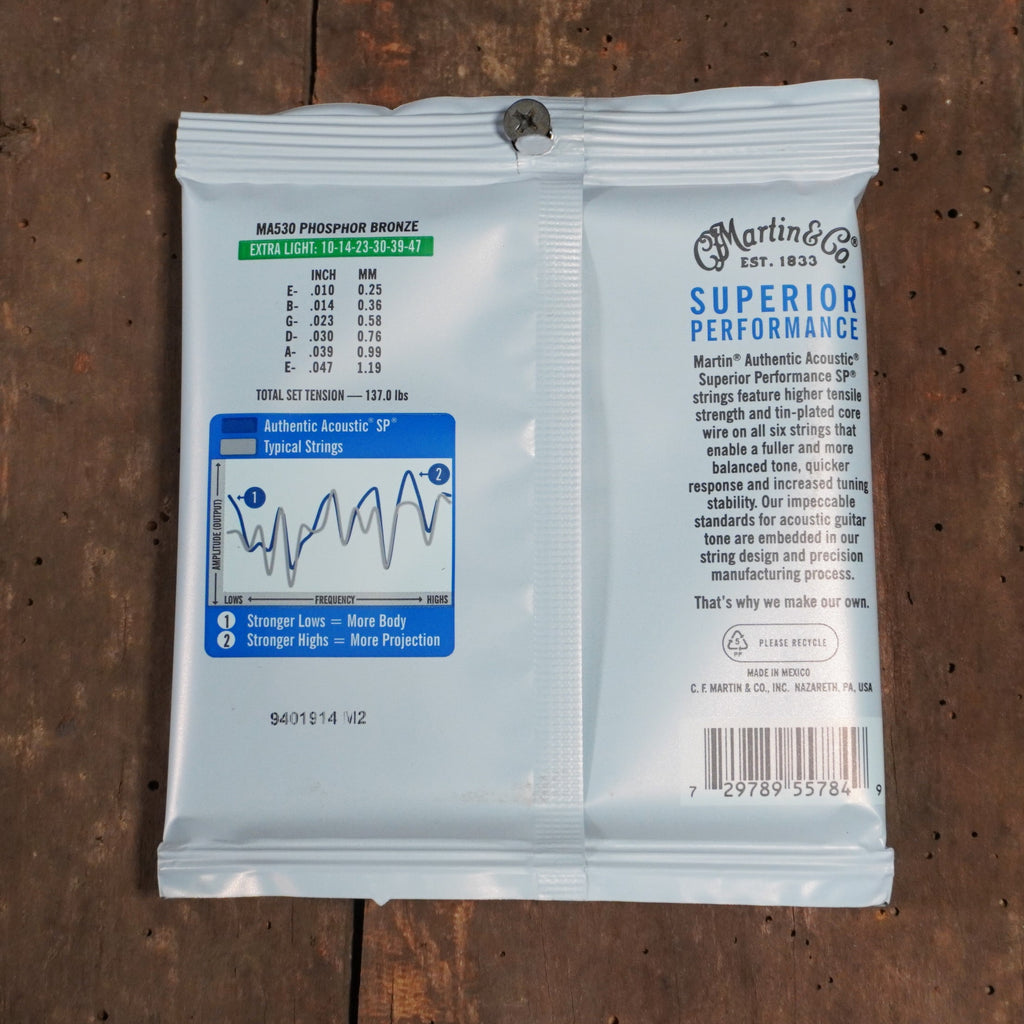 MA530 PHOSPHOR BRONZE
EXTRA LIGHT: 10-14-23-30-39-47
INCH MM
E- .010 0.25
B- .014 0.36
G- .023 0.58
D- .030 0.76
A- .039 0.99
E- .047 1.19
TOTAL SET TENSION — 137.0 lbs
Authentic Acoustic® SP®
Typical Strings
1
2
AMPLITUDE (OUTPUT)
LOWS FREQUENCY HIGHS
1 Stronger Lows = More Body
2 Stronger Highs = More Projection
9401914 M2
CF Martin & Co.®
EST. 1833
SUPERIOR
PERFORMANCE
Martin® Authentic Acoustic®
Superior Performance SP®
strings feature higher tensile
strength and tin-plated core
wire on all six strings that
enable a fuller and more
balanced tone, quicker
response and increased tuning
stability. Our impeccable
standards for acoustic guitar
tone are embedded in our
string design and precision
manufacturing process.
That's why we make our own.
5
PP
PLEASE RECYCLE
MADE IN MEXICO
C. F. MARTIN & CO., INC. NAZARETH, PA, USA
7 29789 55784 9